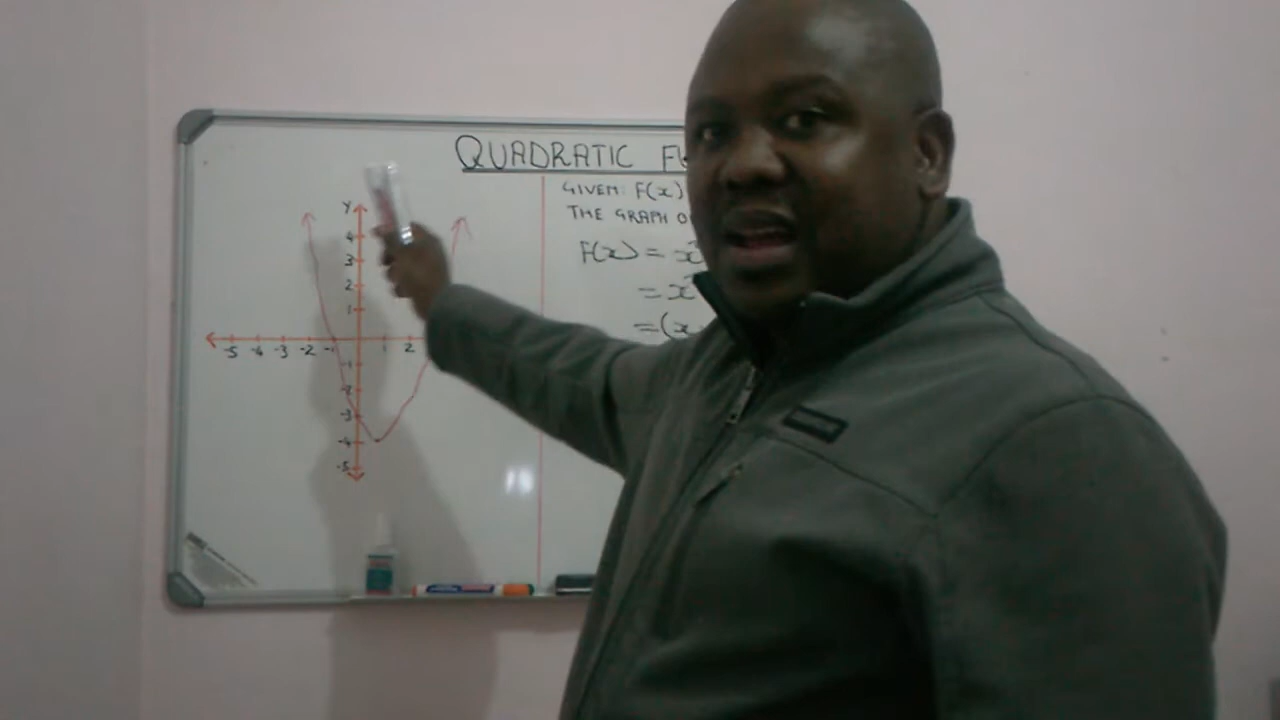 QUADRATIC
GIVEN: F(x)
THE GRAPH
F(x) =
=
=(x
Y
4
3
2
1
-5 -4 -3 -2 -1 1 2
-1
-2
-3
-4
-5